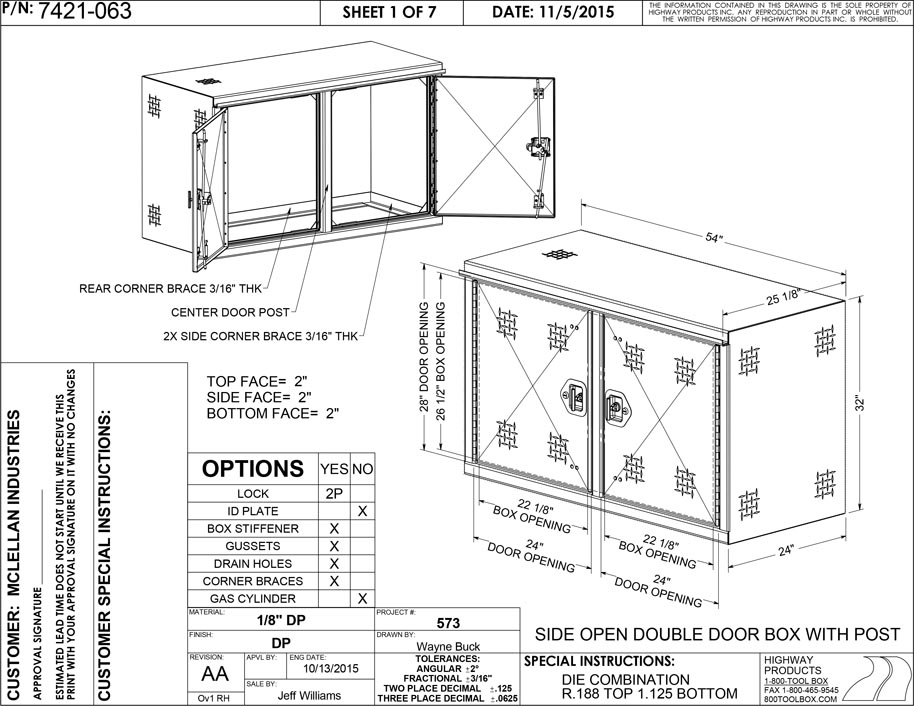 P/N: 7421-063
SHEET 1 OF 7
DATE: 11/5/2015
THE INFORMATION CONTAINED IN THIS DRAWING IS THE SOLE PROPERTY OF
HIGHWAY PRODUCTS INC. ANY REPRODUCTION IN PART OR WHOLE WITHOUT
THE WRITTEN PERMISSION OF HIGHWAY PRODUCTS INC. IS PROHIBITED.
REAR CORNER BRACE 3/16" THK
CENTER DOOR POST
2X SIDE CORNER BRACE 3/16" THK
54"
25 1/8"
28" DOOR OPENING
26 1/2" BOX OPENING
32"
22 1/8"
BOX OPENING
24"
DOOR OPENING
22 1/8"
BOX OPENING
24"
DOOR OPENING
24"
TOP FACE= 2"
SIDE FACE= 2"
BOTTOM FACE= 2"
CUSTOMER: MCLELLAN INDUSTRIES
APPROVAL SIGNATURE
ESTIMATED LEAD TIME DOES NOT START UNTIL WE RECEIVE THIS
PRINT WITH YOUR APPROVAL SIGNATURE ON IT WITH NO CHANGES
CUSTOMER SPECIAL INSTRUCTIONS:
OPTIONS YES NO
LOCK 2P
ID PLATE X
BOX STIFFENER X
GUSSETS X
DRAIN HOLES X
CORNER BRACES X
GAS CYLINDER X
MATERIAL:
1/8" DP
PROJECT #:
573
FINISH:
DP
DRAWN BY:
Wayne Buck
REVISION:
AA
Ov1 RH
APVL BY:
ENG DATE:
10/13/2015
SALE BY:
Jeff Williams
TOLERANCES:
ANGULAR ±2°
FRACTIONAL ±3/16"
TWO PLACE DECIMAL ±.125
THREE PLACE DECIMAL ±.0625
SIDE OPEN DOUBLE DOOR BOX WITH POST
SPECIAL INSTRUCTIONS:
DIE COMBINATION
R.188 TOP 1.125 BOTTOM
HIGHWAY
PRODUCTS
1-800-TOOL BOX
FAX 1-800-465-9545
800TOOLBOX.COM